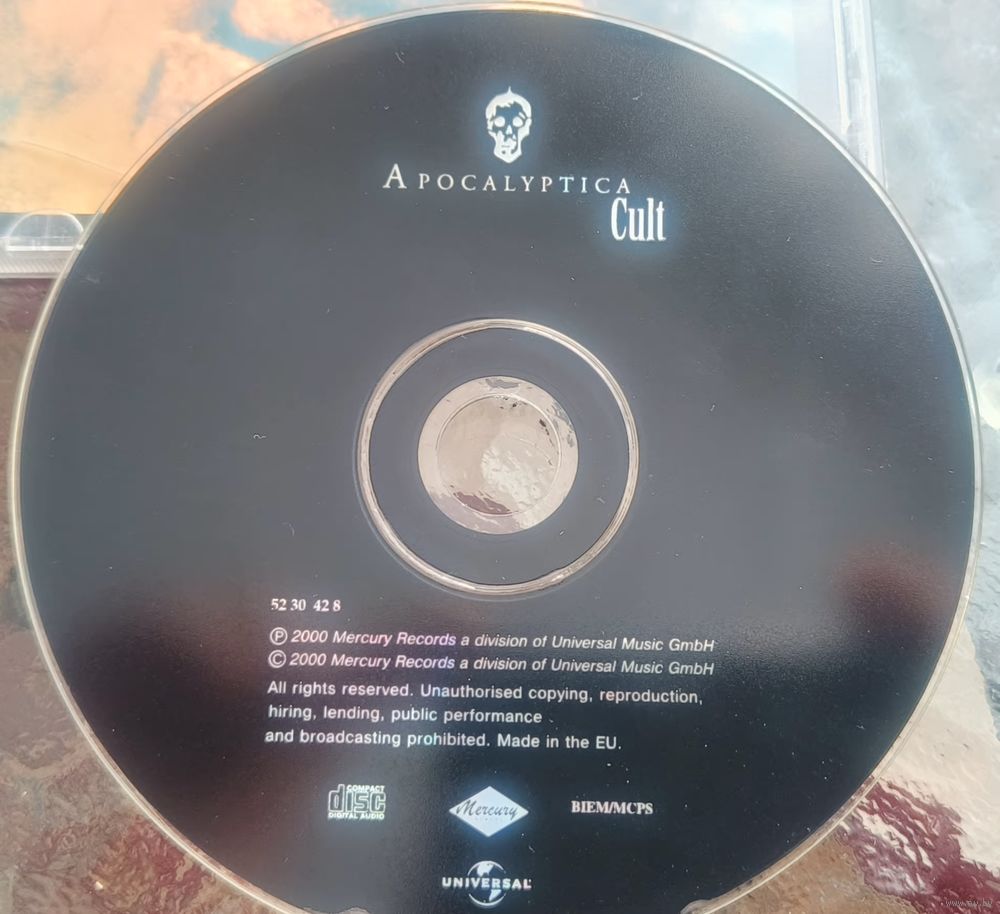 APOCALYPTICA
Cult
52 30 42 8
Ⓟ 2000 Mercury Records a division of Universal Music GmbH
© 2000 Mercury Records a division of Universal Music GmbH
All rights reserved. Unauthorised copying, reproduction,
hiring, lending, public performance
and broadcasting prohibited. Made in the EU.
COMPACT
disc
DIGITAL AUDIO
Mercury
BIEM/MCPS
UNIVERSAL